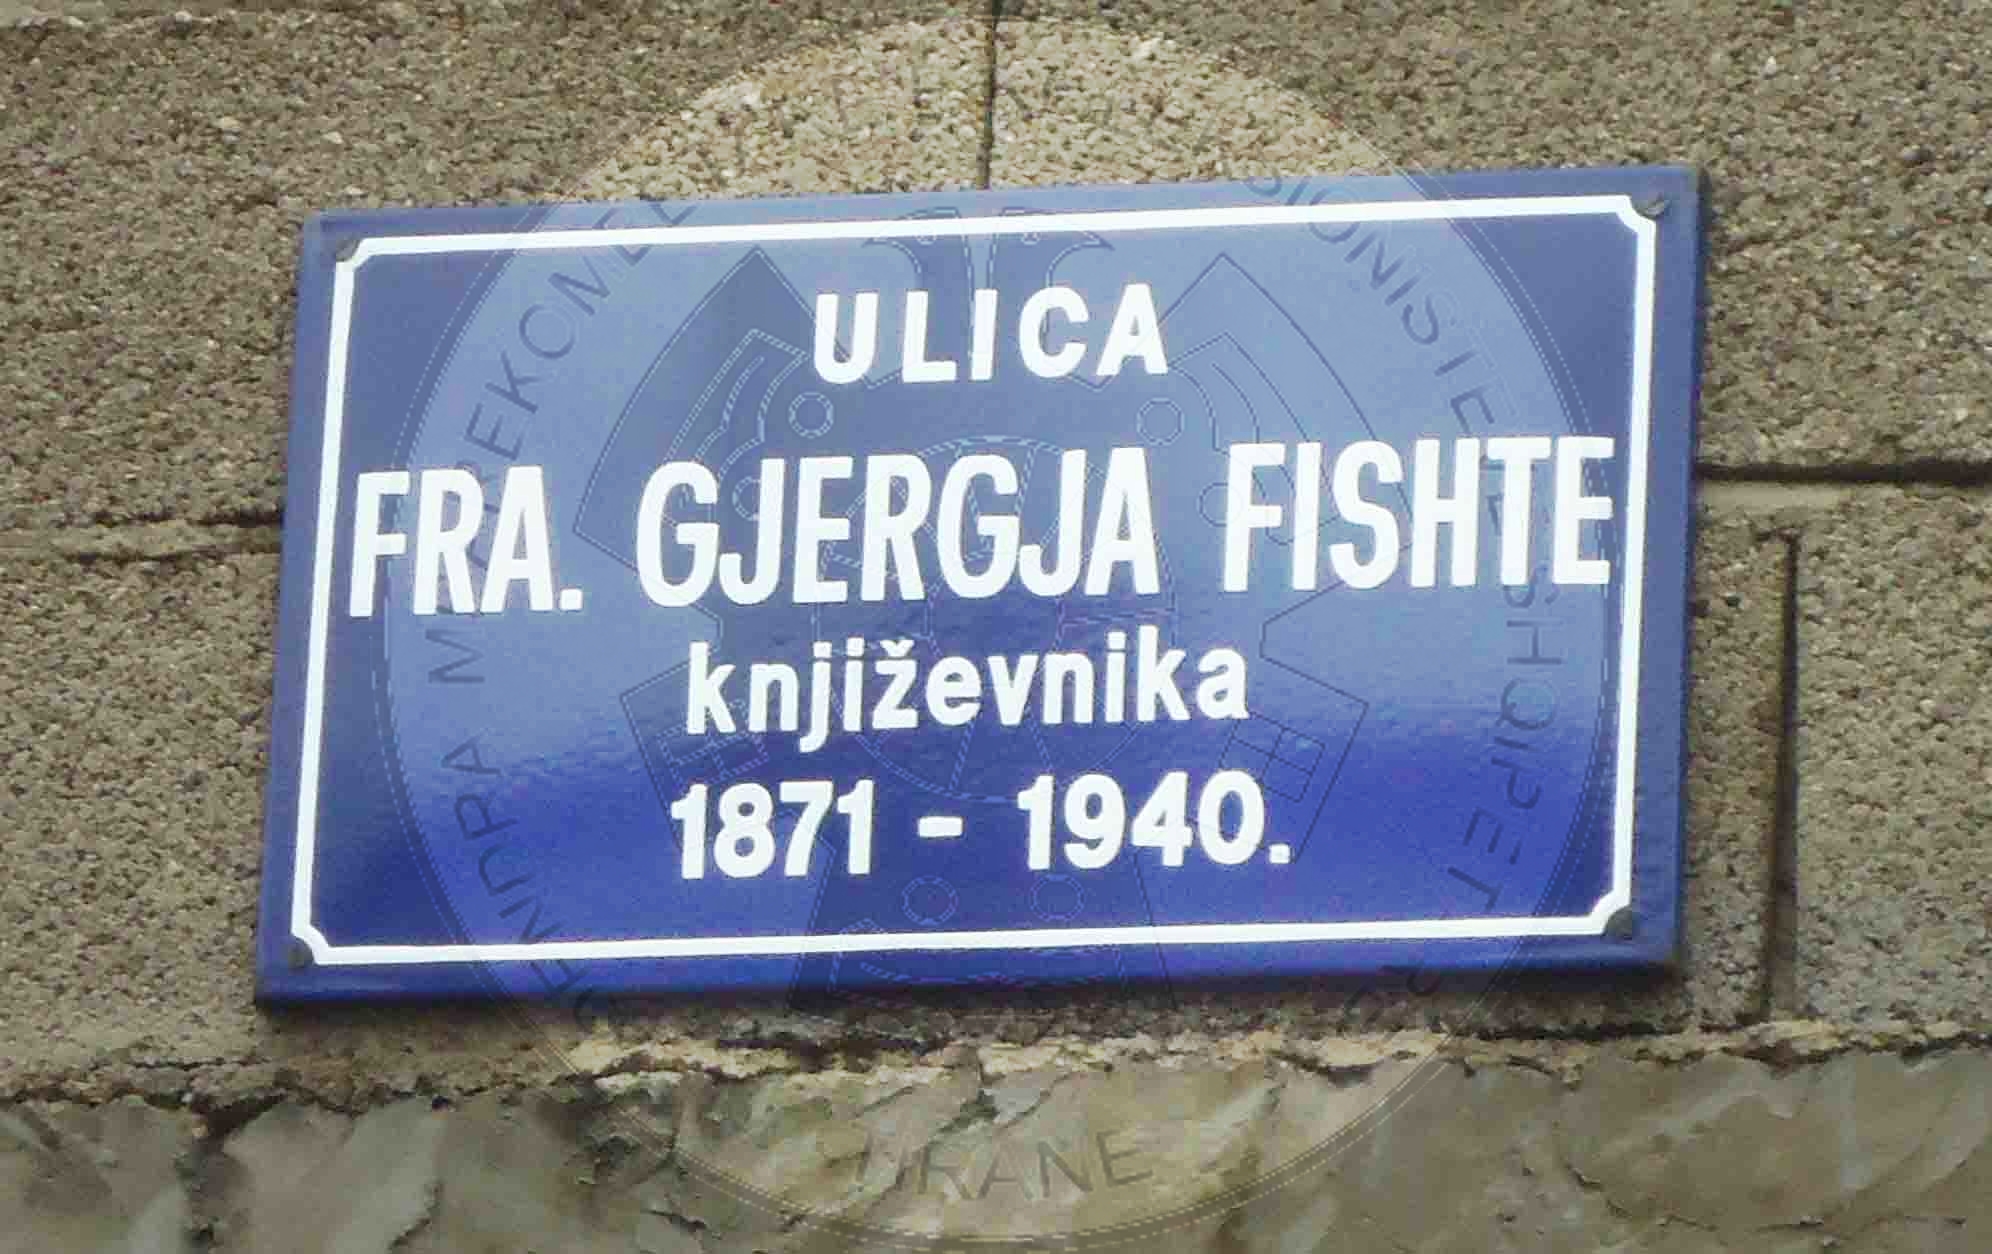 ULICA
FRA. GJERGJA FISHTE
književnika
1871 - 1940.